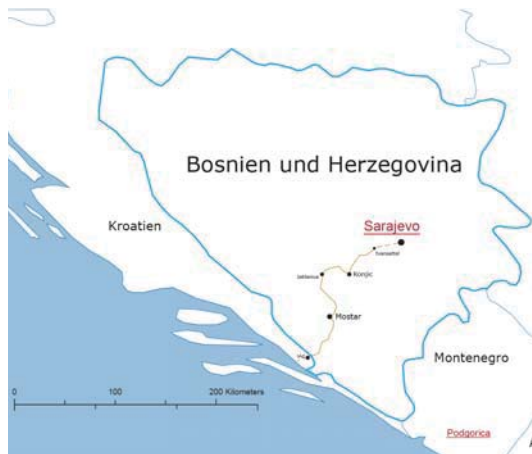 Bosnien und Herzegovina
Kroatien
Sarajevo
Konjic
Mostar
Montenegro
0
100
200 Kilometers
Podgorica